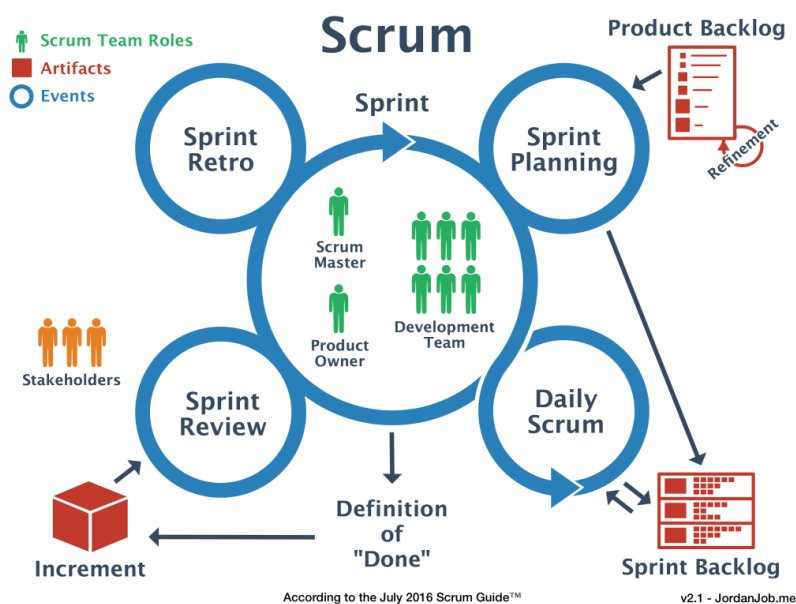 Scrum
Scrum Team Roles
Artifacts
Events
Product Backlog
Refinement
Sprint
Sprint
Retro
Sprint
Planning
Scrum
Master
Product
Owner
Development
Team
Stakeholders
Sprint
Review
Daily
Scrum
Definition
of
"Done"
Increment
Sprint Backlog
According to the July 2016 Scrum Guide™
v2.1 - JordanJob.me